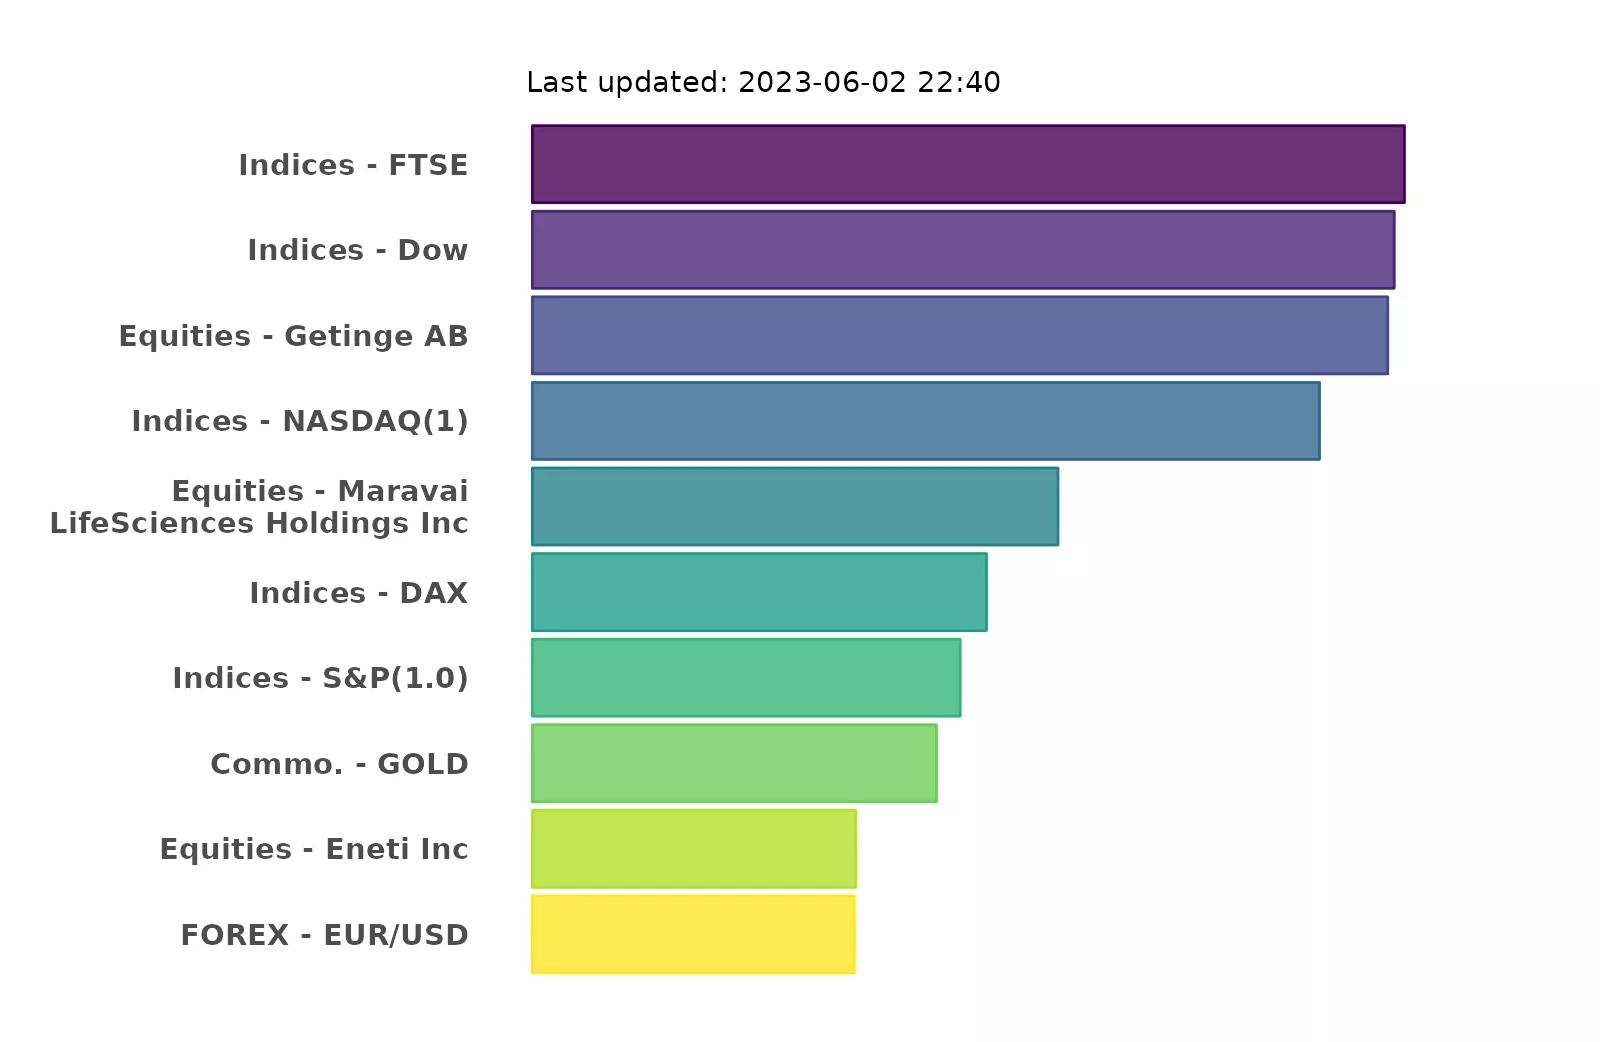 Last updated: 2023-06-02 22:40
Indices - FTSE
Indices - Dow
Equities - Getinge AB
Indices - NASDAQ(1)
Equities - Maravai
LifeSciences Holdings Inc
Indices - DAX
Indices - S&P(1.0)
Commo. - GOLD
Equities - Eneti Inc
FOREX - EUR/USD